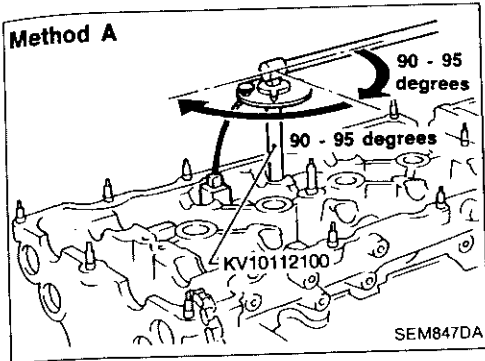 Method A
90 - 95
degrees
90 - 95 degrees
KV10112100
SEM847DA